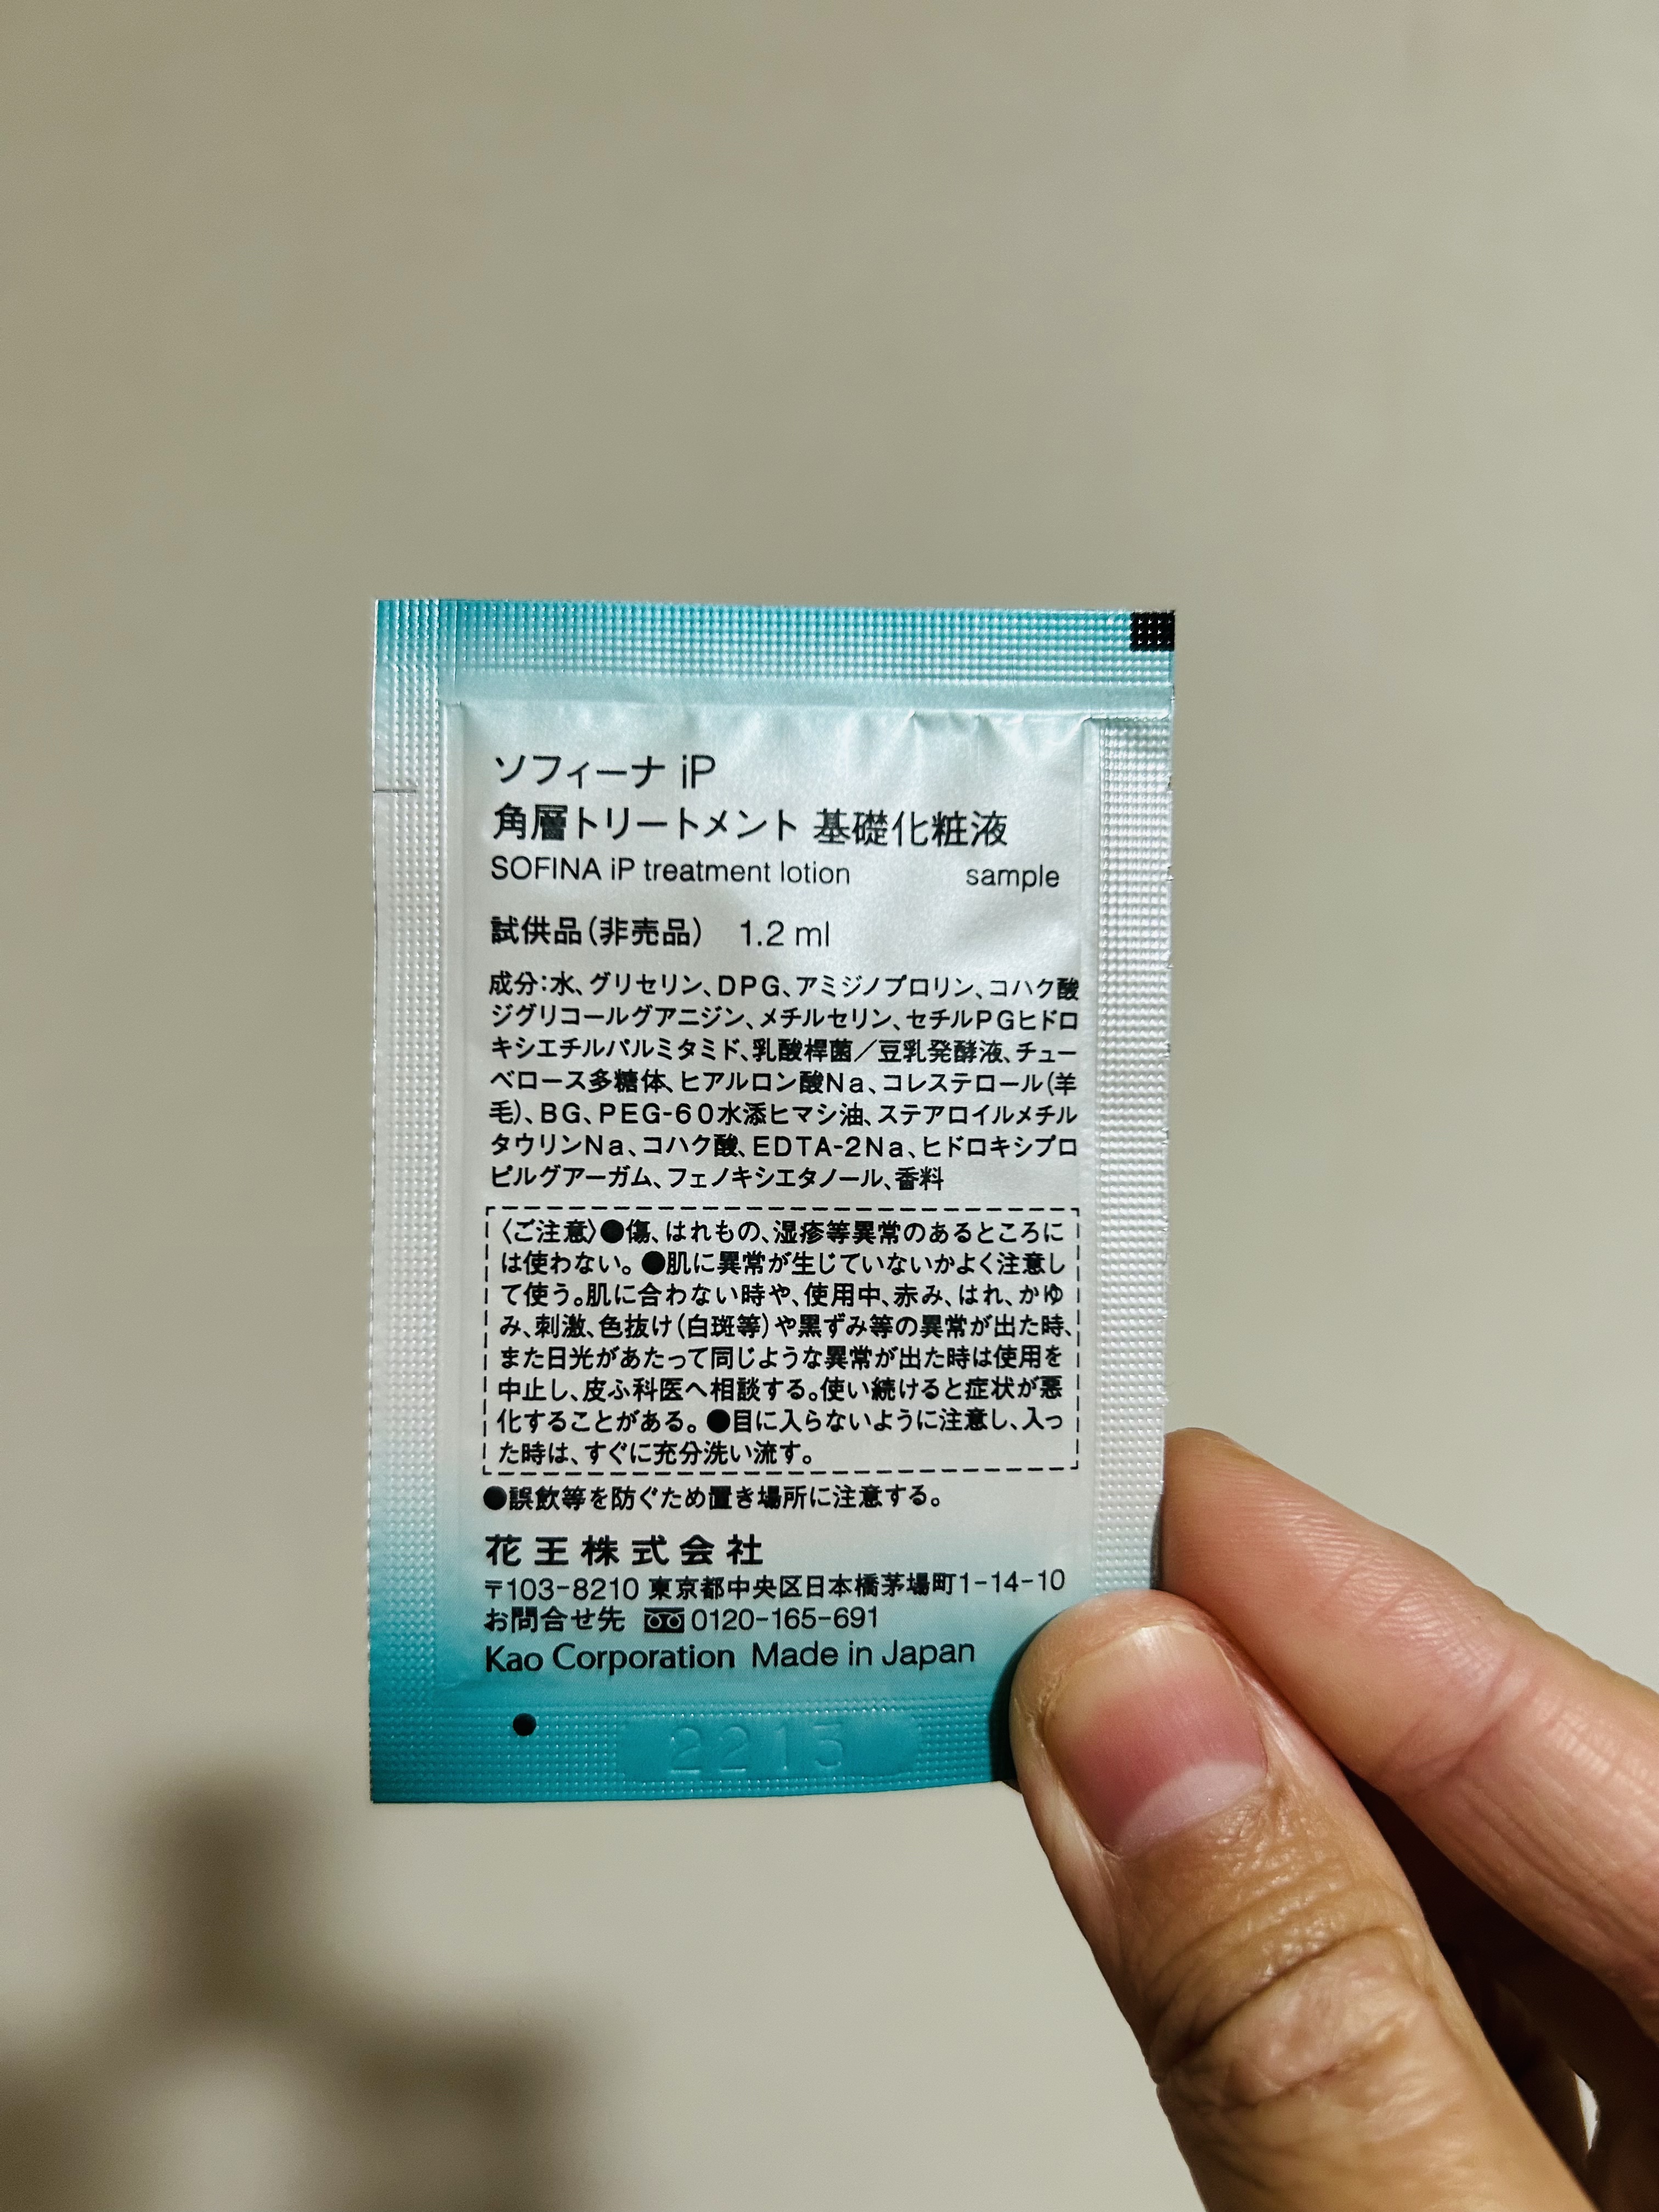 ソフィーナ iP
角層トリートメント 基礎化粧液
SOFINA iP treatment lotion sample
試供品(非売品) 1.2 ml
成分:水、グリセリン、DPG、アミジノプロリン、コハク酸
ジグリコールグアニジン、メチルセリン、セチルPGヒドロ
キシエチルパルミタミド、乳酸桿菌/豆乳発酵液、チュー
ベロース多糖体、ヒアルロン酸Na、コレステロール(羊
毛)、BG、PEG-60水添ヒマシ油、ステアロイルメチル
タウリンNa、コハク酸、EDTA-2Na、ヒドロキシプロ
ピルグアーガム、フェノキシエタノール、香料
〈ご注意〉●傷、はれもの、湿疹等異常のあるところに
は使わない。●肌に異常が生じていないかよく注意し
て使う。肌に合わない時や、使用中、赤み、はれ、かゆ
み、刺激、色抜け(白斑等)や黒ずみ等の異常が出た時、
また日光があたって同じような異常が出た時は使用を
中止し、皮ふ科医へ相談する。使い続けると症状が悪
化することがある。●目に入らないように注意し、入っ
た時は、すぐに充分洗い流す。
●誤飲等を防ぐため置き場所に注意する。
花王株式会社
〒103-8210 東京都中央区日本橋茅場町1-14-10
お問合せ先 0120-165-691
Kao Corporation Made in Japan
2213